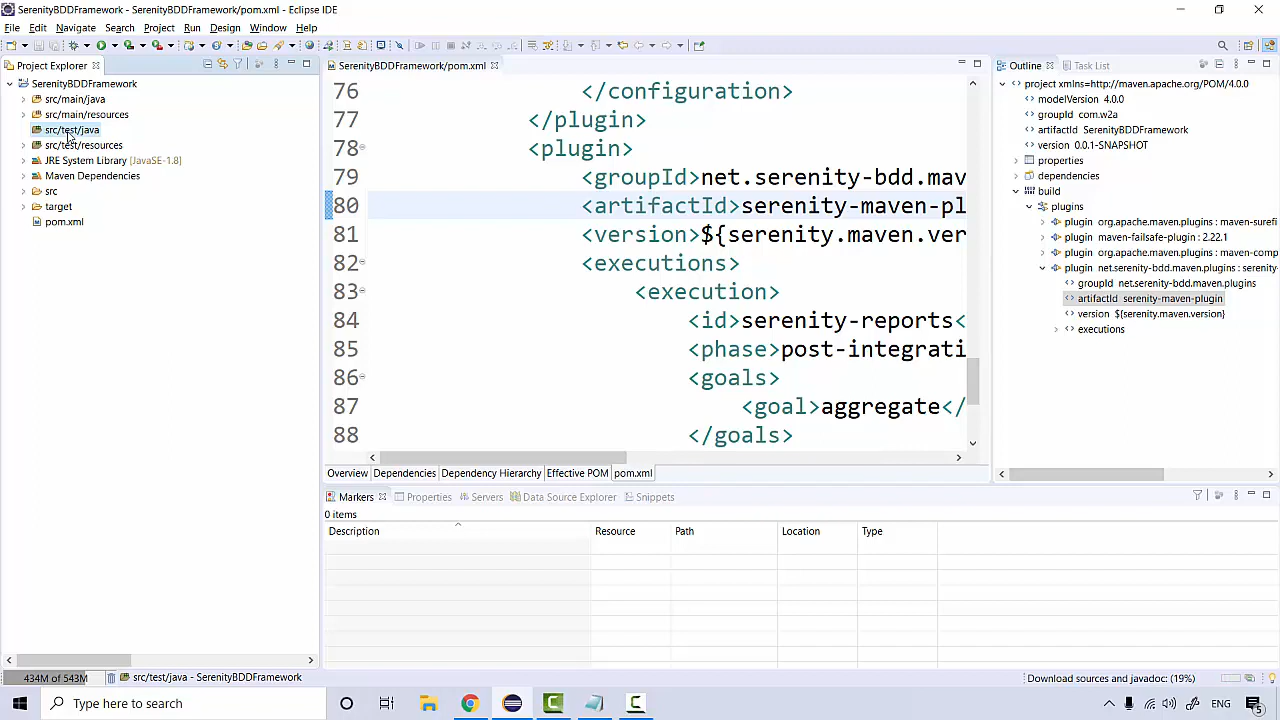 SerenityBDDFramework/pom.xml - Eclipse IDE
File Edit Navigate Search Project Run Design Window Help
Project Explorer
SerenityBDDFramework
src/main/java
src/main/resources
src/test/java
src/test/resources
JRE System Library [JavaSE-1.8]
Maven Dependencies
src
target
pom.xml
SerenityBDDFramework/pom.xml
76 </configuration>
77 </plugin>
78 <plugin>
79 <groupId>net.serenity-bdd.mav
80 <artifactId>serenity-maven-pl
81 <version>${serenity.maven.ver
82 <executions>
83 <execution>
84 <id>serenity-reports<
85 <phase>post-integrati
86 <goals>
87 <goal>aggregate</
88 </goals>
Overview Dependencies Dependency Hierarchy Effective POM pom.xml
Outline Task List
project xmlns=http://maven.apache.org/POM/4.0.0
modelVersion 4.0.0
groupId com.w2a
artifactId SerenityBDDFramework
version 0.0.1-SNAPSHOT
properties
dependencies
build
plugins
plugin org.apache.maven.plugins : maven-surefi
plugin maven-failsafe-plugin : 2.22.1
plugin org.apache.maven.plugins : maven-comp
plugin net.serenity-bdd.maven.plugins : serenity
groupId net.serenity-bdd.maven.plugins
artifactId serenity-maven-plugin
version ${serenity.maven.version}
executions
Markers Properties Servers Data Source Explorer Snippets
0 items
Description Resource Path Location Type
434M of 543M src/test/java - SerenityBDDFramework Download sources and javadoc: (19%)
Type here to search ENG 5